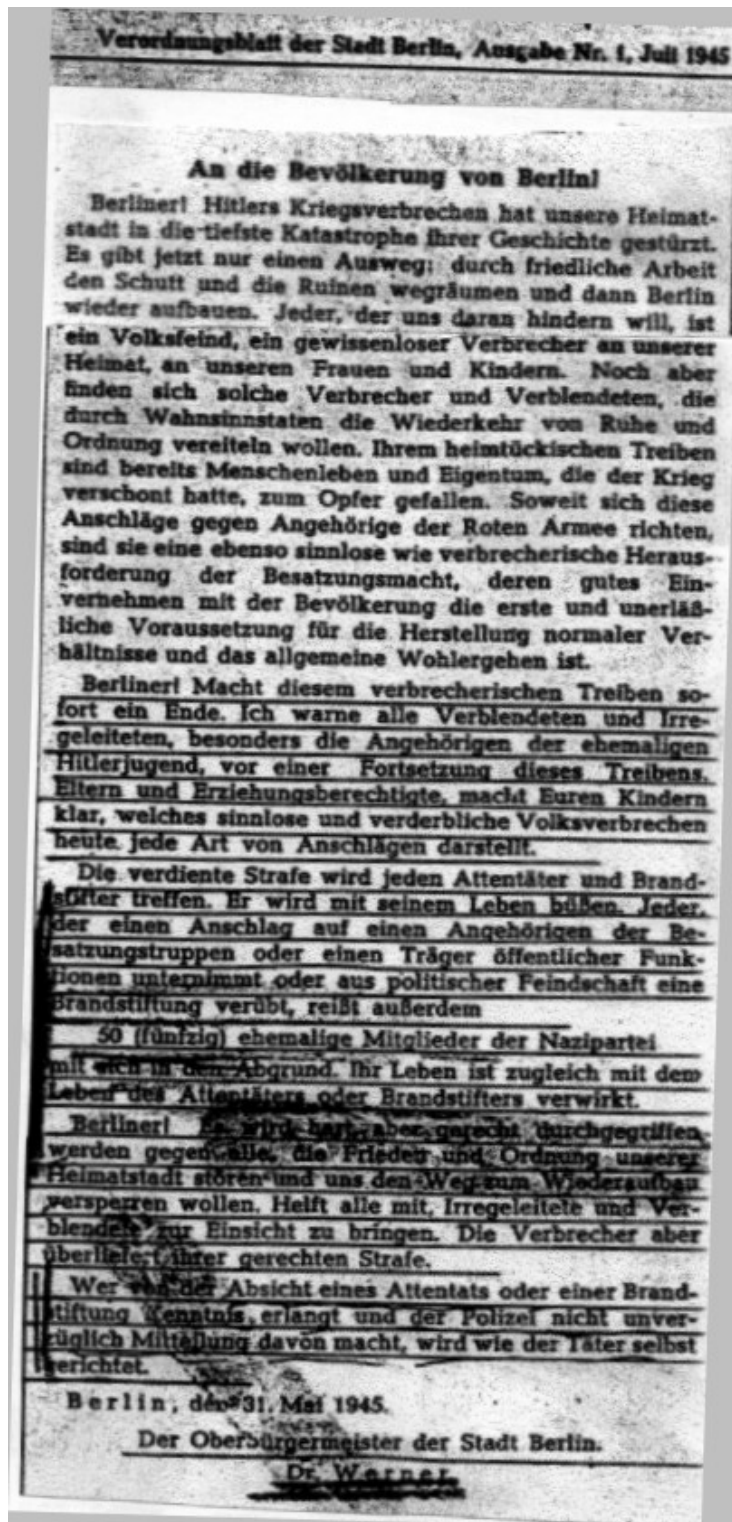 Verordnungsblatt der Stadt Berlin, Ausgabe Nr. 1, Juli 1945
An die Bevölkerung von Berlin!
Berliner! Hitlers Kriegsverbrechen hat unsere Heimat-
stadt in die tiefste Katastrophe ihrer Geschichte gestürzt.
Es gibt jetzt nur einen Ausweg: durch friedliche Arbeit
den Schutt und die Ruinen wegräumen und dann Berlin
wieder aufbauen. Jeder, der uns daran hindern will, ist
ein Volksfeind, ein gewissenloser Verbrecher an unserer
Heimat, an unseren Frauen und Kindern. Noch aber
finden sich solche Verbrecher und Verblendeten, die
durch Wahnsinnstaten die Wiederkehr von Ruhe und
Ordnung vereiteln wollen. Ihrem heimtückischen Treiben
sind bereits Menschenleben und Eigentum, die der Krieg
verschont hatte, zum Opfer gefallen. Soweit sich diese
Anschläge gegen Angehörige der Roten Armee richten,
sind sie eine ebenso sinnlose wie verbrecherische Heraus-
forderung der Besatzungsmacht, deren gutes Ein-
vernehmen mit der Bevölkerung die erste und unerläß-
liche Voraussetzung für die Herstellung normaler Ver-
hältnisse und das allgemeine Wohlergehen ist.
Berliner! Macht diesem verbrecherischen Treiben so-
fort ein Ende. Ich warne alle Verblendeten und Irre-
geleiteten, besonders die Angehörigen der ehemaligen
Hitlerjugend, vor einer Fortsetzung dieses Treibens.
Eltern und Erziehungsberechtigte, macht Euren Kindern
klar, welches sinnlose und verderbliche Volksverbrechen
heute jede Art von Anschlägen darstellt.
Die verdiente Strafe wird jeden Attentäter und Brand-
stifter treffen. Er wird mit seinem Leben büßen. Jeder,
der einen Anschlag auf einen Angehörigen der Be-
satzungstruppen oder einen Träger öffentlicher Funk-
tionen unternimmt oder aus politischer Feindschaft eine
Brandstiftung verübt, reißt außerdem
50 (fünfzig) ehemalige Mitglieder der Nazipartei
mit sich in den Abgrund. Ihr Leben ist zugleich mit dem
Leben des Attentäters oder Brandstifters verwirkt.
Berliner! Es wird hart, aber gerecht durchgegriffen
werden gegen alle, die Frieden und Ordnung unserer
Heimatstadt stören und uns den Weg zum Wiederaufbau
versperren wollen. Helft alle mit, Irregeleitete und Ver-
blendete zur Einsicht zu bringen. Die Verbrecher aber
überliefert ihrer gerechten Strafe.
Wer von der Absicht eines Attentats oder einer Brand-
stiftung Kenntnis erlangt und der Polizei nicht unver-
züglich Mitteilung davon macht, wird wie der Täter selbst
gerichtet.
Berlin, den 31. Mai 1945.
Der Oberbürgermeister der Stadt Berlin.
Dr. Werner